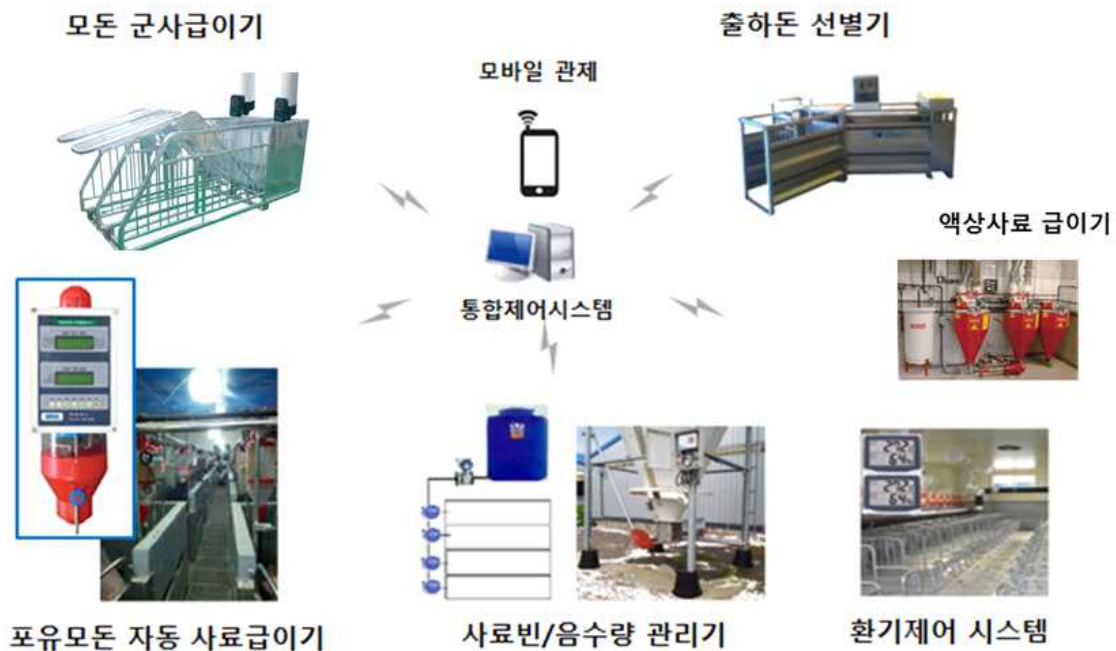 모돈 군사급이기
출하돈 선별기
모바일 관제
액상사료 급이기
통합제어시스템
포유모돈 자동 사료급이기
사료빈/음수량 관리기
환기제어 시스템